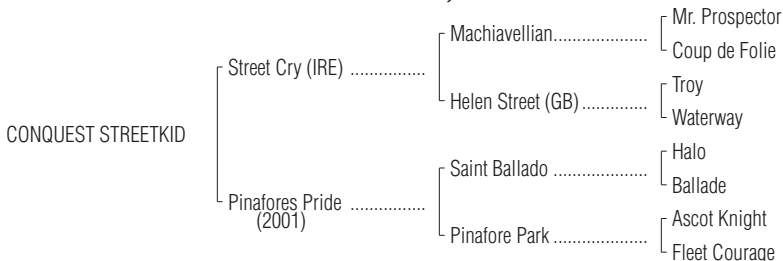 Mr. Prospector
Machiavellian.....................
Coup de Folie
Street Cry (IRE) ................
Troy
Helen Street (GB)..............
Waterway
CONQUEST STREETKID
Halo
Saint Ballado ....................
Ballade
Pinafores Pride ................
(2001)
Ascot Knight
Pinafore Park ....................
Fleet Courage